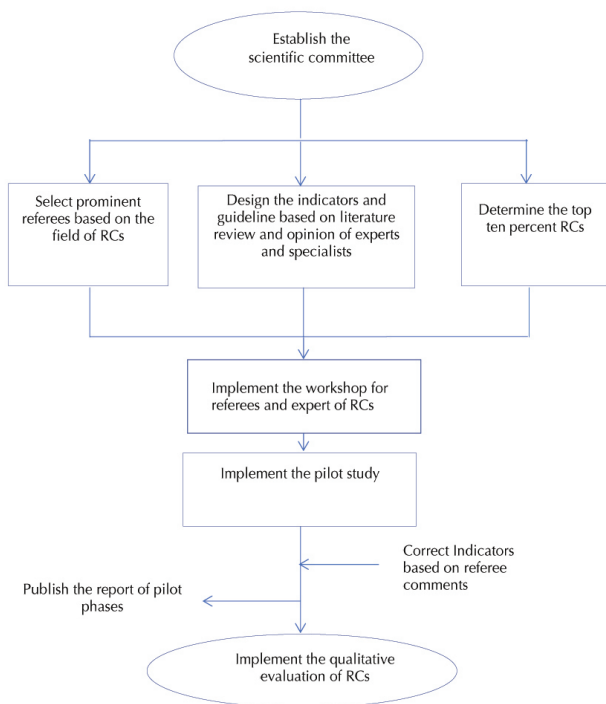 Establish the
scientific committee
Select prominent
referees based on the
field of RCs
Design the indicators and
guideline based on literature
review and opinion of experts
and specialists
Determine the top
ten percent RCs
Implement the workshop for
referees and expert of RCs
Implement the pilot study
Correct Indicators
based on referee
comments
Publish the report of pilot
phases
Implement the qualitative
evaluation of RCs